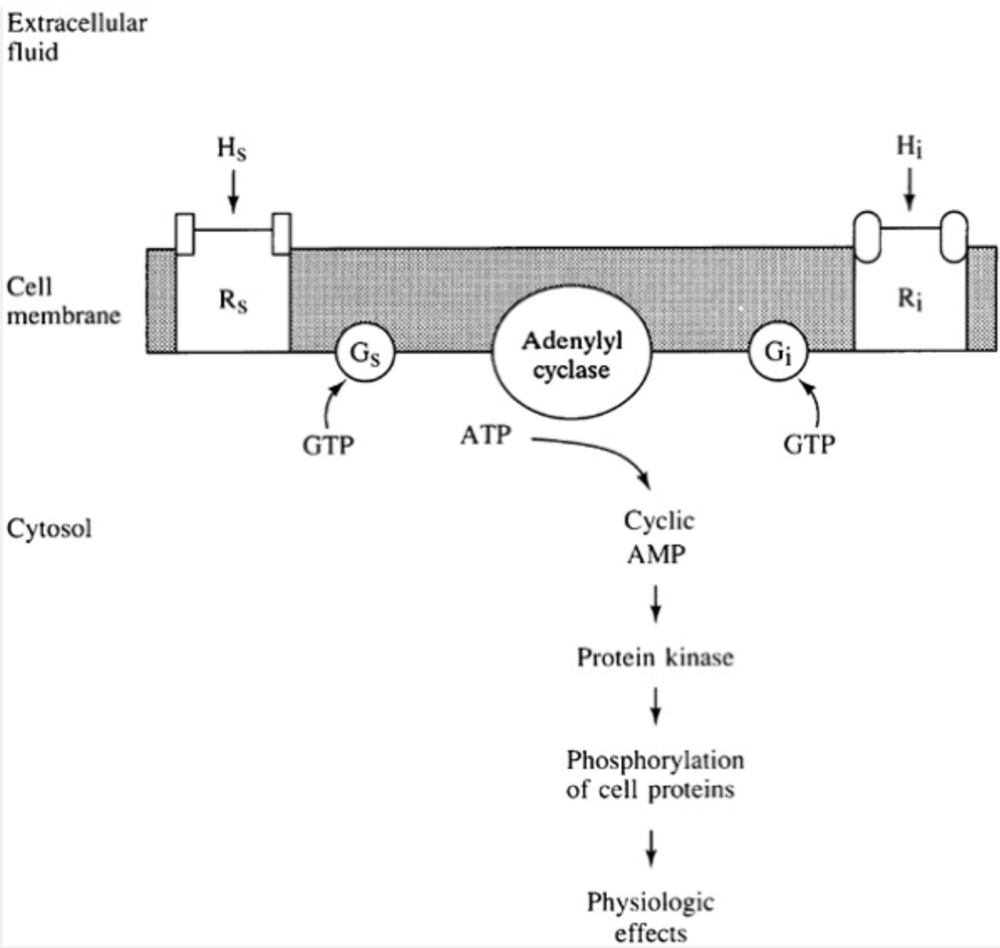 Extracellular
fluid
Hs
Hi
Cell
membrane
Rs
Ri
Gs
Adenylyl
cyclase
Gi
GTP
ATP
GTP
Cytosol
Cyclic
AMP
Protein kinase
Phosphorylation
of cell proteins
Physiologic
effects